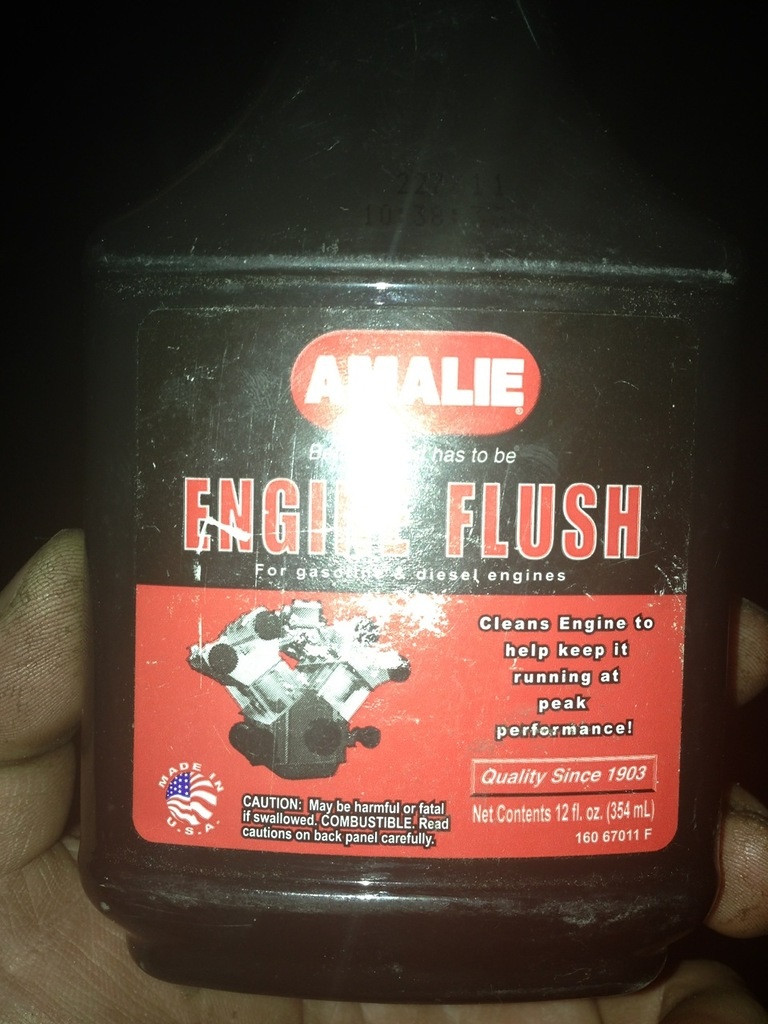 AMALIE
has to be
ENGINE FLUSH
For gasoline & diesel engines
Cleans Engine to
help keep it
running at
peak
performance!
MADE IN
U.S.A.
Quality Since 1903
CAUTION: May be harmful or fatal
if swallowed. COMBUSTIBLE. Read
cautions on back panel carefully.
Net Contents 12 fl. oz. (354 mL)
160 67011 F